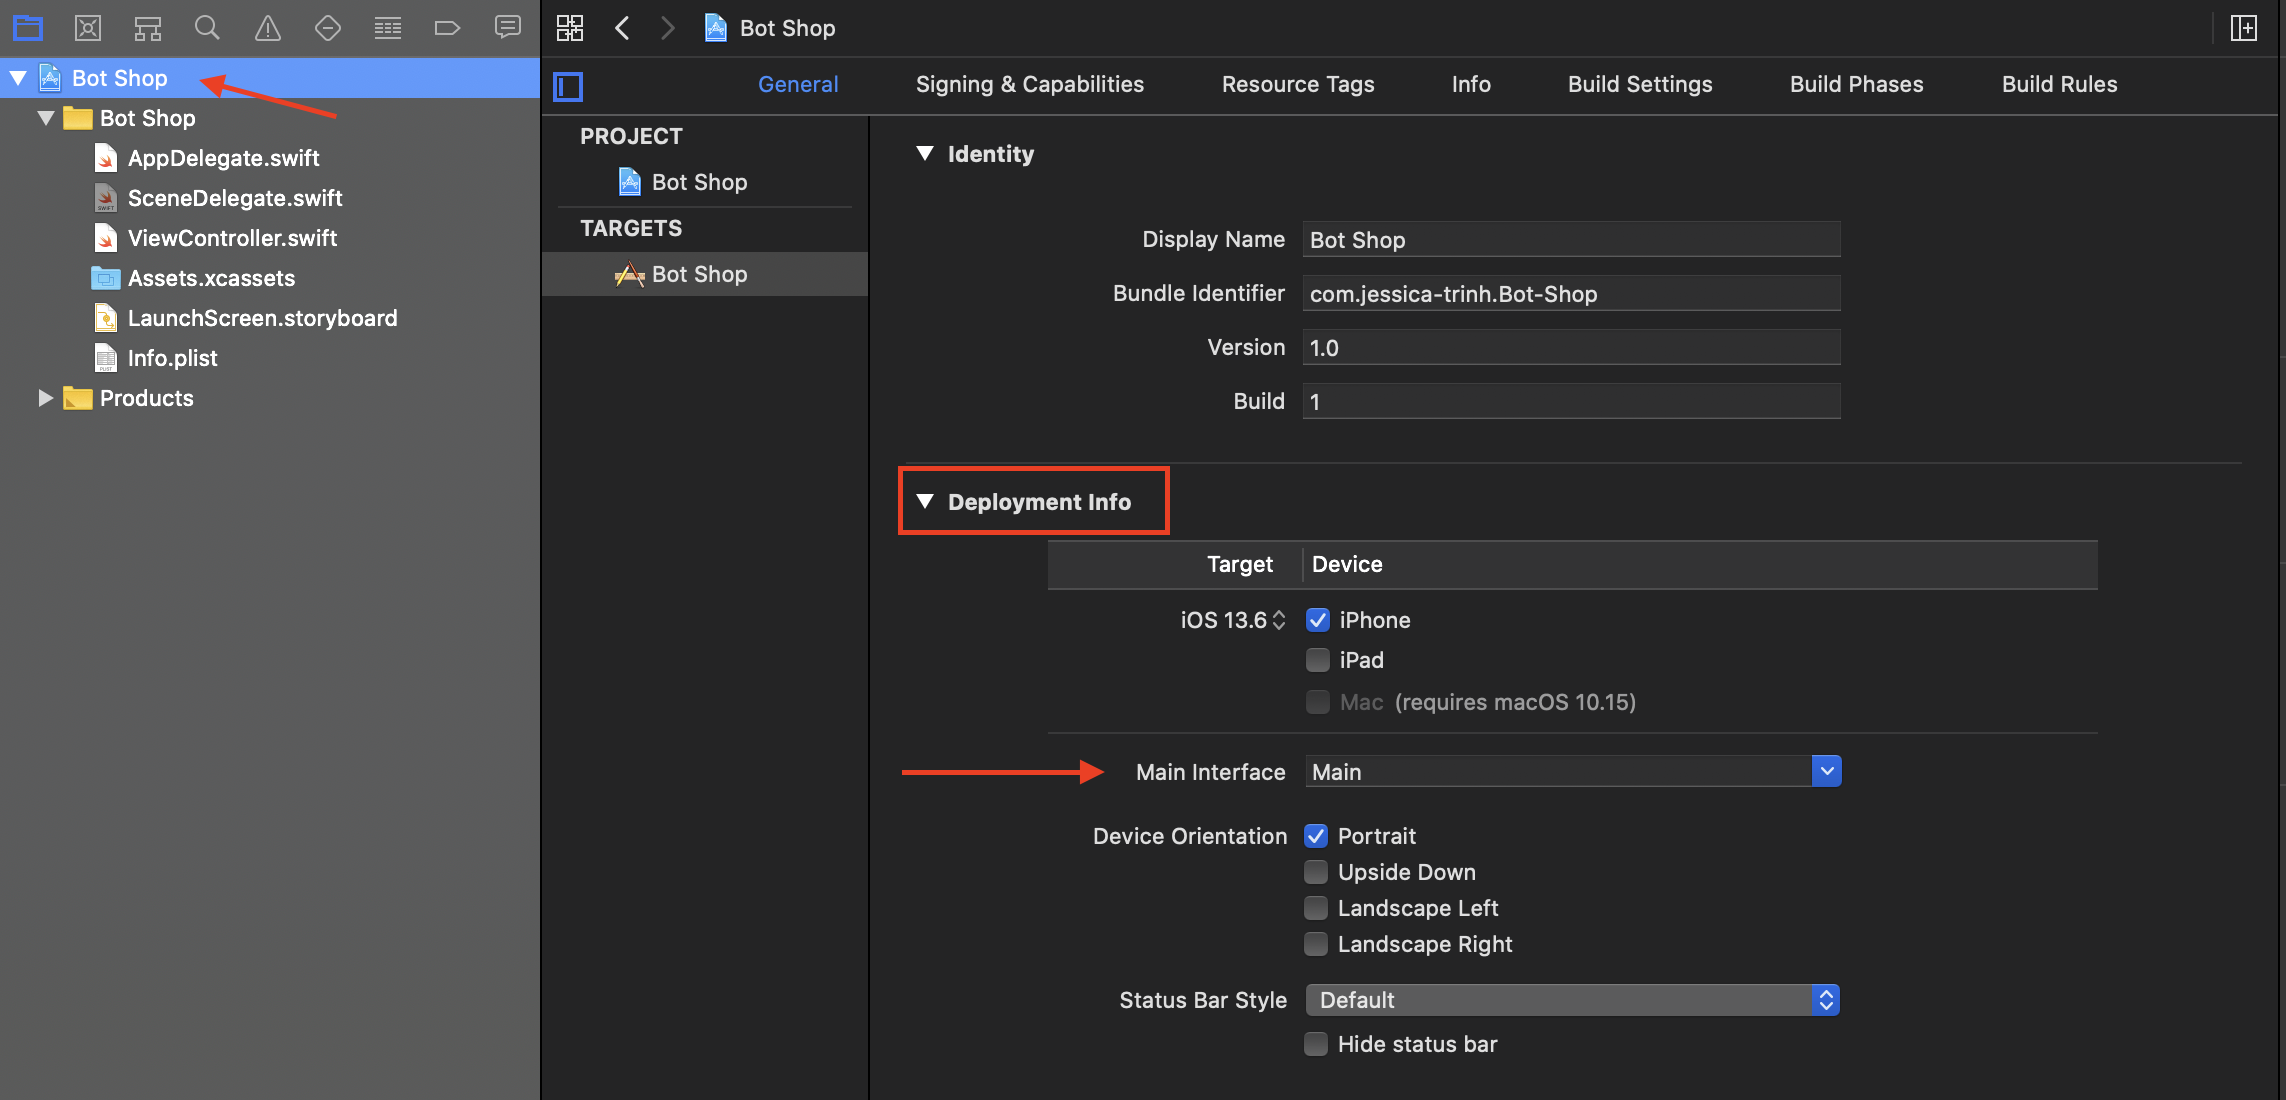 Bot Shop
Bot Shop
AppDelegate.swift
SceneDelegate.swift
ViewController.swift
Assets.xcassets
LaunchScreen.storyboard
Info.plist
Products
Bot Shop
General Signing & Capabilities Resource Tags Info Build Settings Build Phases Build Rules
PROJECT
Bot Shop
TARGETS
Bot Shop
Identity
Display Name Bot Shop
Bundle Identifier com.jessica-trinh.Bot-Shop
Version 1.0
Build 1
Deployment Info
Target Device
iOS 13.6 iPhone
iPad
Mac (requires macOS 10.15)
Main Interface Main
Device Orientation Portrait
Upside Down
Landscape Left
Landscape Right
Status Bar Style Default
Hide status bar